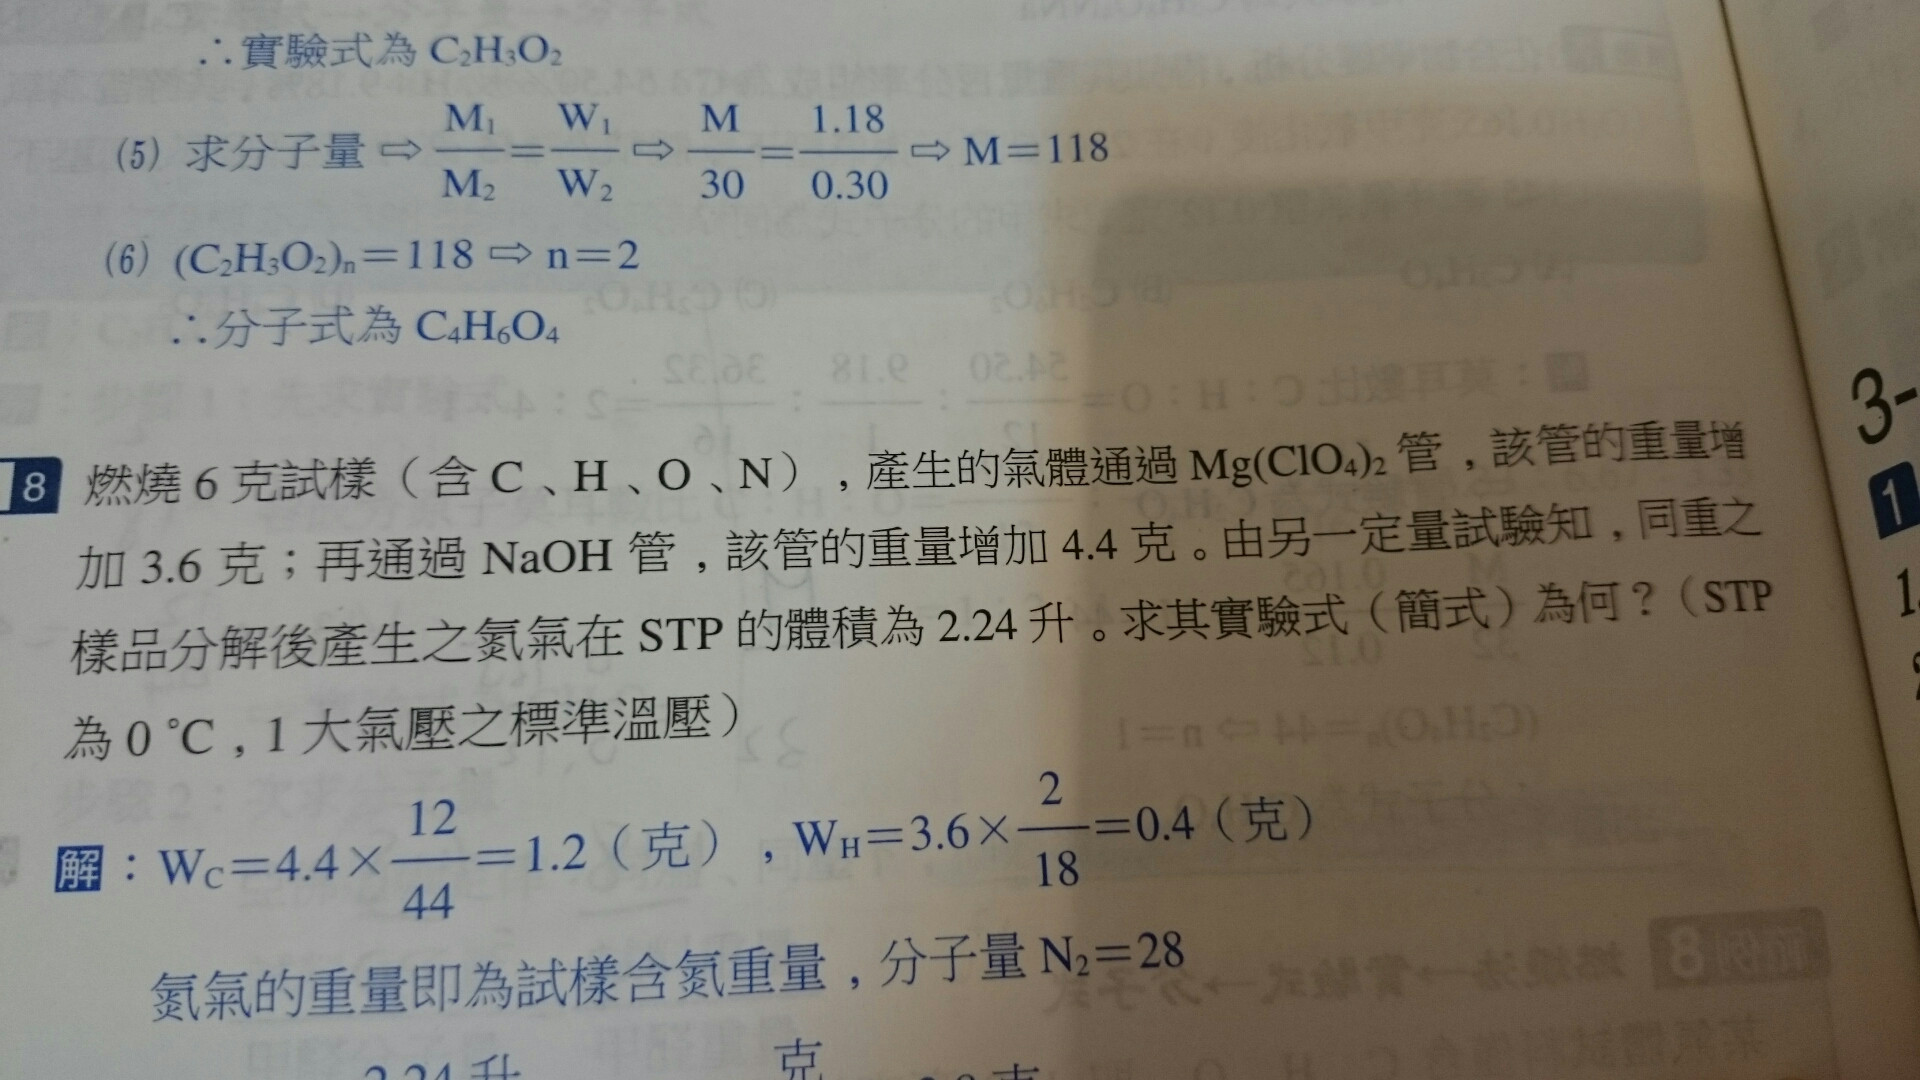 ∴實驗式為 C₂H₃O₂
(5) 求分子量 ⇨ M₁/M₂=W₁/W₂ ⇨ M/30=1.18/0.30 ⇨ M=118
(6) (C₂H₃O₂)ₙ=118 ⇨ n=2
∴分子式為 C₄H₆O₄
8 燃燒 6 克試樣（含 C、H、O、N），產生的氣體通過 Mg(ClO₄)₂ 管，該管的重量增
加 3.6 克；再通過 NaOH 管，該管的重量增加 4.4 克。由另一定量試驗知，同重之
樣品分解後產生之氮氣在 STP 的體積為 2.24 升。求其實驗式（簡式）為何？（STP
為 0 ℃，1 大氣壓之標準溫壓）
解：W_C=4.4×12/44=1.2（克），W_H=3.6×2/18=0.4（克）
氮氣的重量即為試樣含氮重量，分子量 N₂=28
2.24 升 克
3-
1